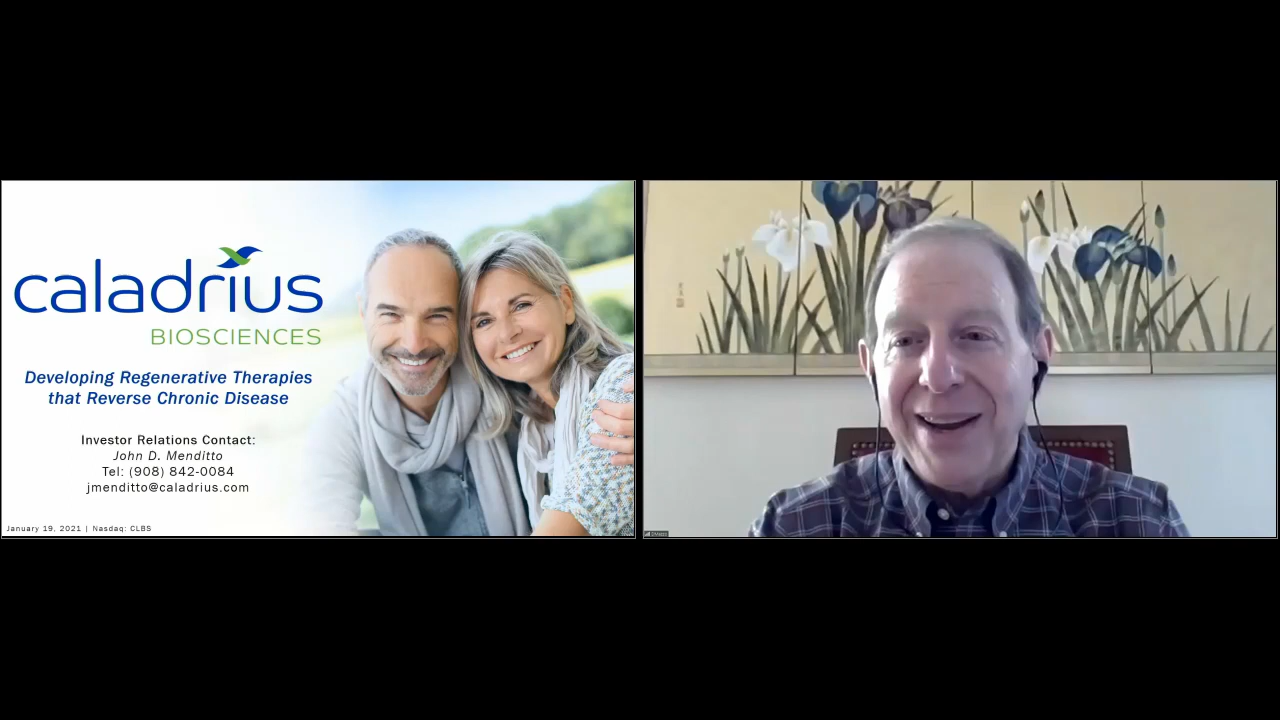 caladrius
BIOSCIENCES
Developing Regenerative Therapies
that Reverse Chronic Disease
Investor Relations Contact:
John D. Menditto
Tel: (908) 842-0084
jmenditto@caladrius.com
January 19, 2021 | Nasdaq: CLBS